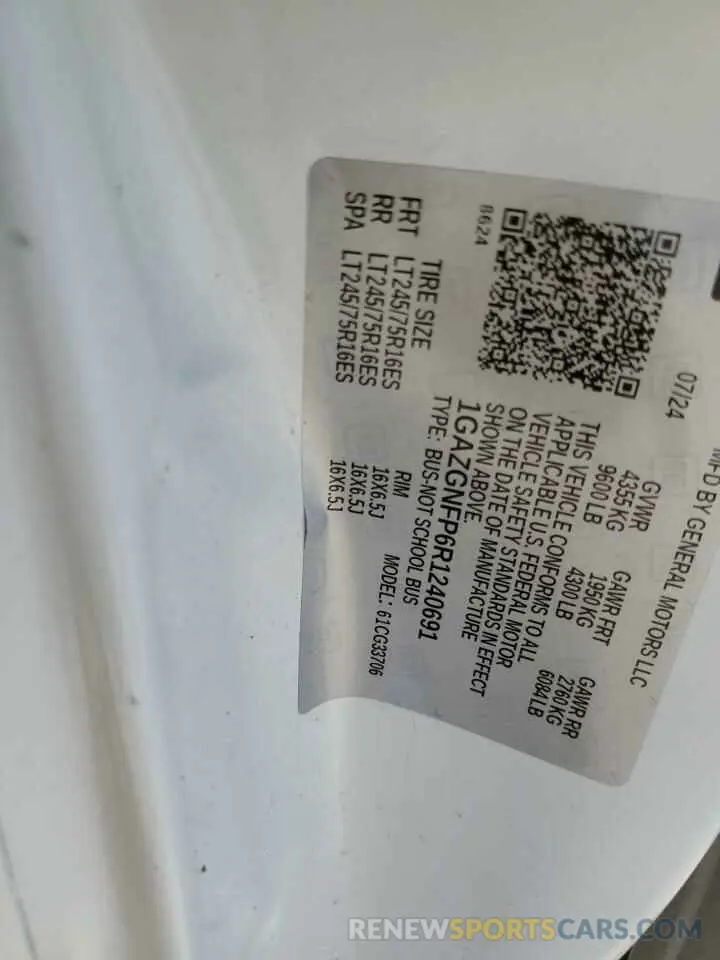 MFD BY GENERAL MOTORS LLC
07/24
GVWR GAWR FRT GAWR RR
4355 KG 1950 KG 2760 KG
9600 LB 4300 LB 6084 LB
THIS VEHICLE CONFORMS TO ALL
APPLICABLE U.S. FEDERAL MOTOR
VEHICLE SAFETY STANDARDS IN EFFECT
ON THE DATE OF MANUFACTURE
SHOWN ABOVE.
1GAZGNFP6R1240691
TYPE: BUS-NOT SCHOOL BUS
MODEL: 61CG33706
8624
TIRE SIZE RIM
FRT LT245/75R16ES 16X6.5J
RR LT245/75R16ES 16X6.5J
SPA LT245/75R16ES 16X6.5J
RENEWSPORTSCARS.COM